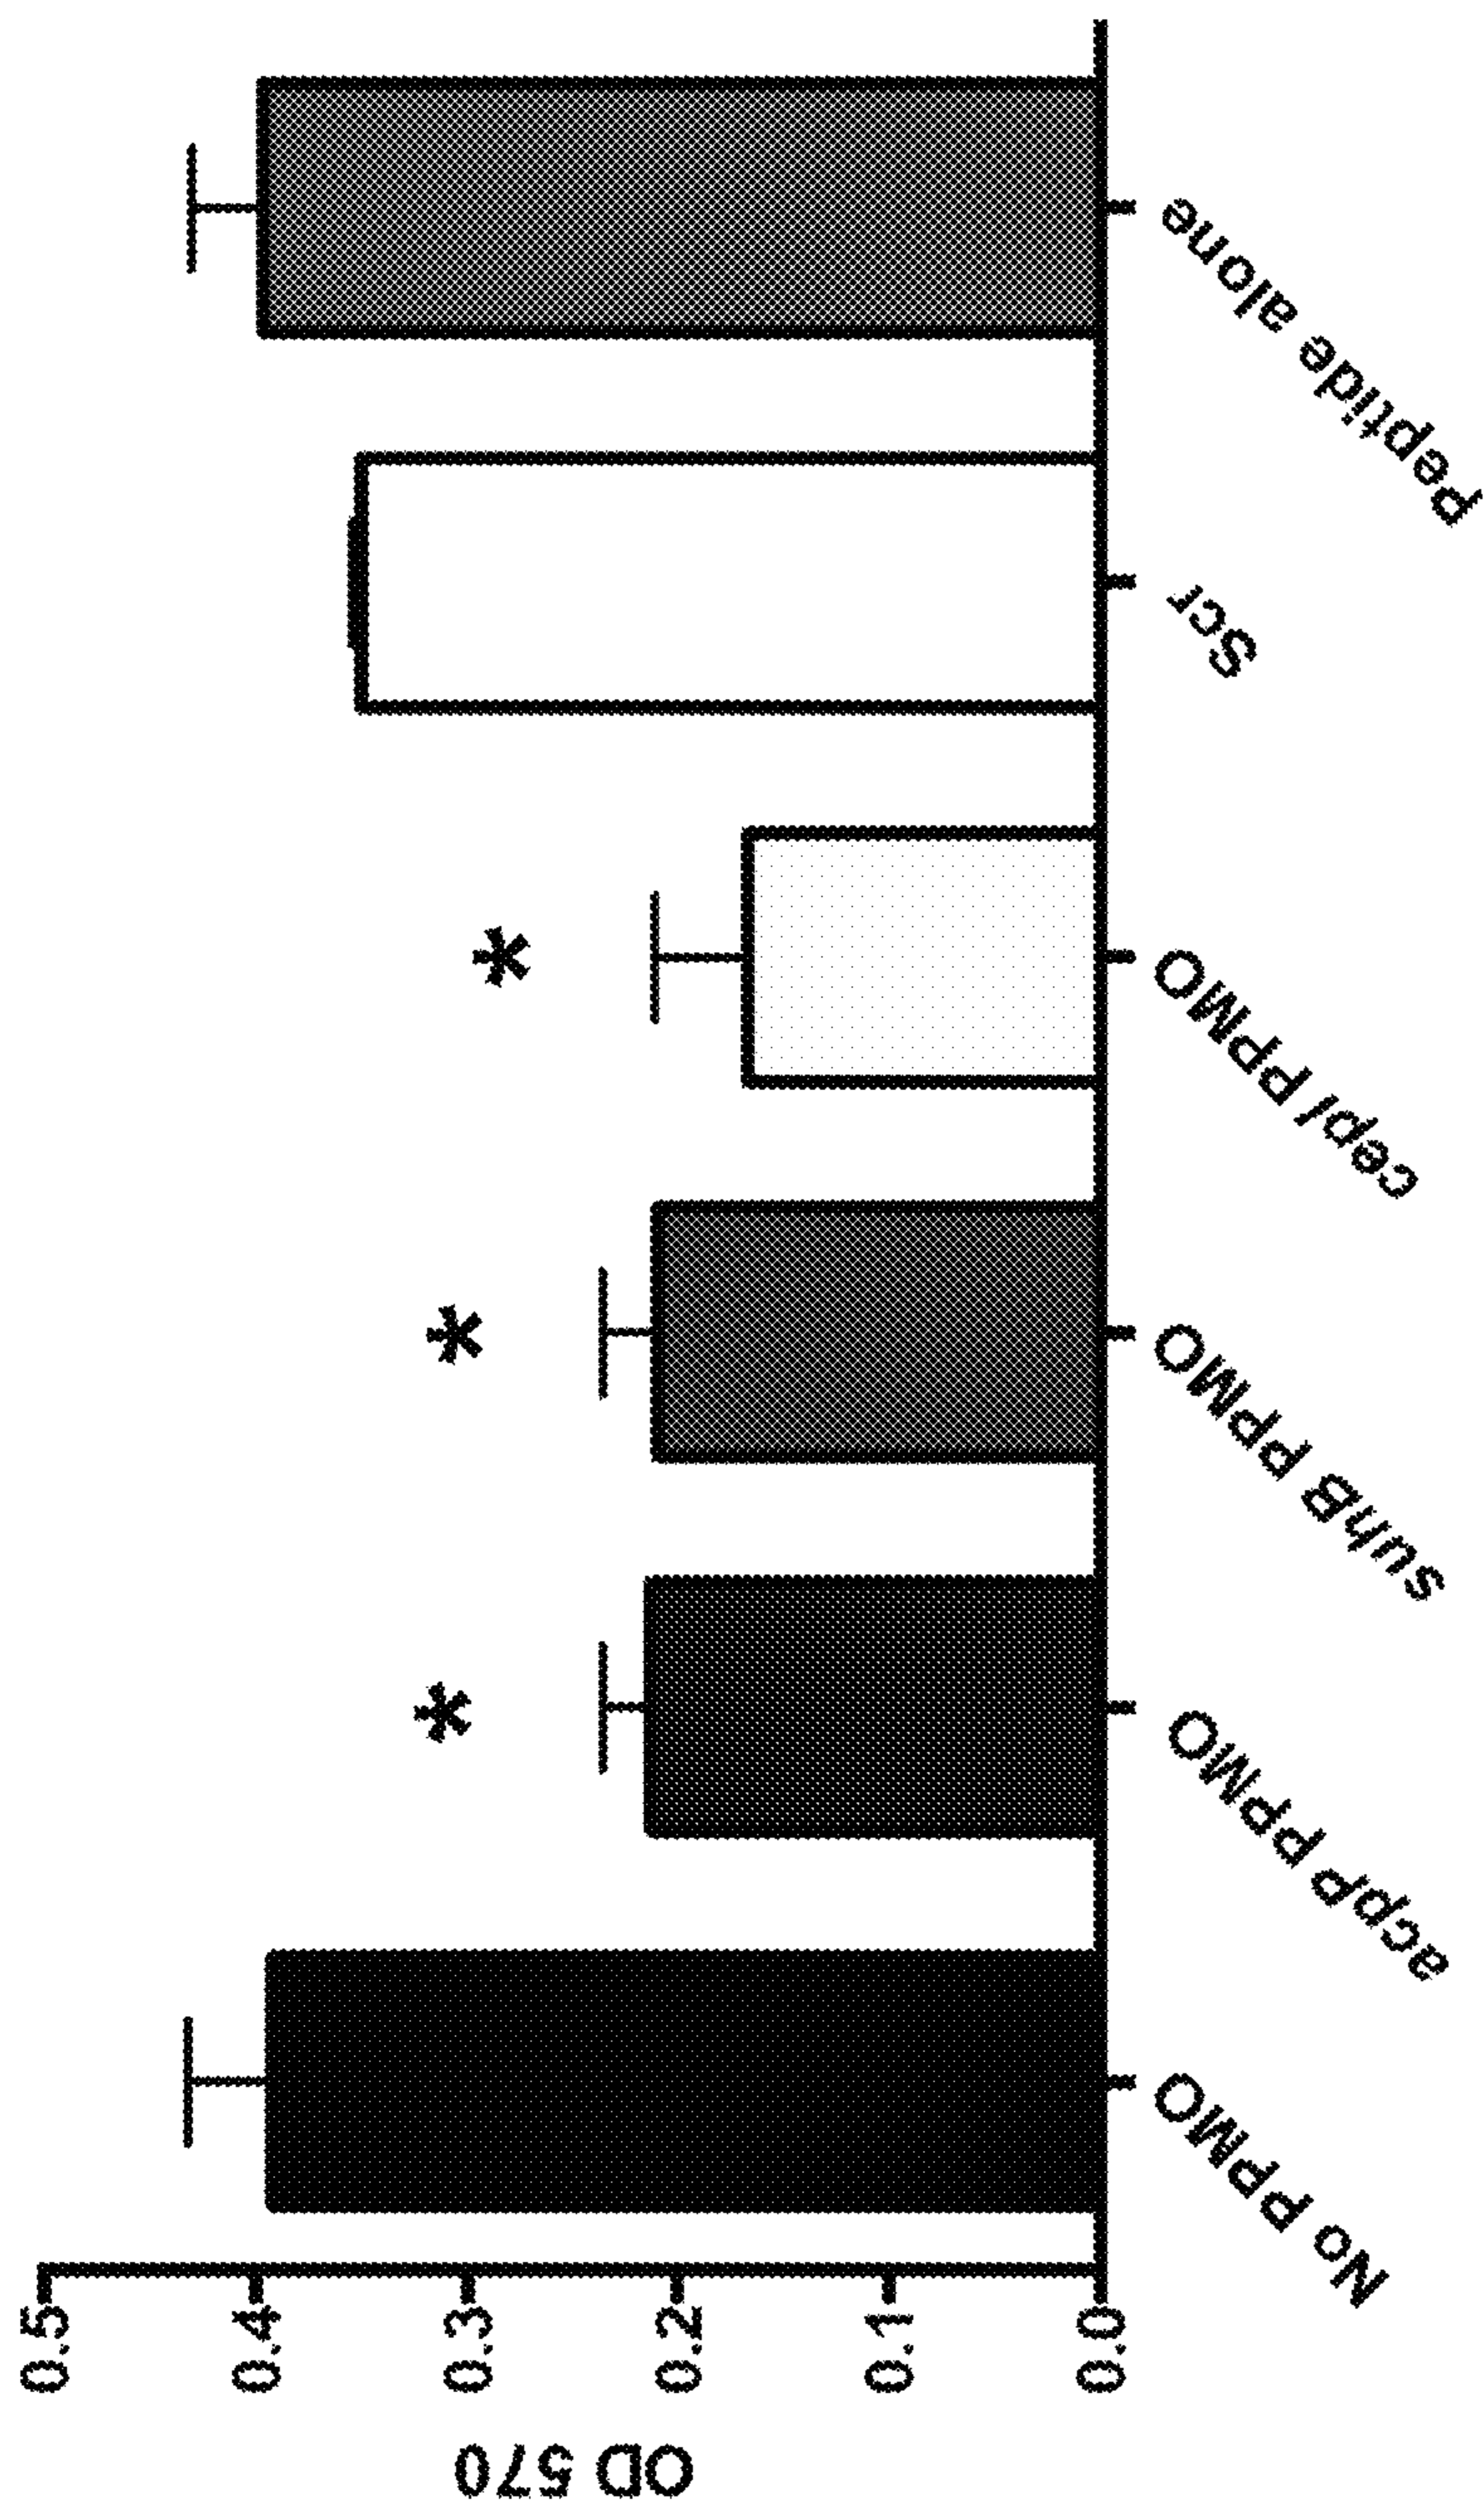 OD 570
0.5
0.4
0.3
0.2
0.1
0.0
*
*
*
No PPMO
acpP PPMO
suhB PPMO
cepI PPMO
Scr
Peptide alone